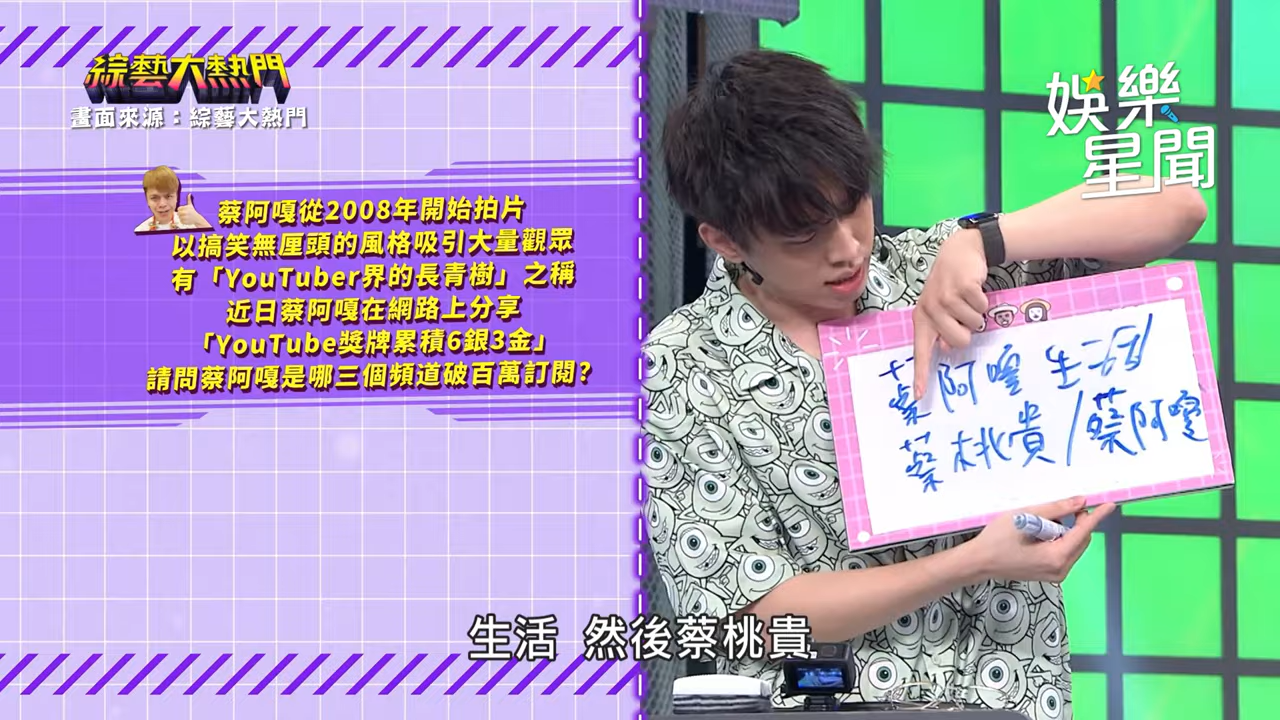 綜藝大熱門
畫面來源：綜藝大熱門
娛樂
星聞
蔡阿嘎從2008年開始拍片
以搞笑無厘頭的風格吸引大量觀眾
有「YouTuber界的長青樹」之稱
近日蔡阿嘎在網路上分享
「YouTube獎牌累積6銀3金」
請問蔡阿嘎是哪三個頻道破百萬訂閱?
蔡阿嘎 生活
蔡桃貴/蔡阿嘎
生活 然後蔡桃貴